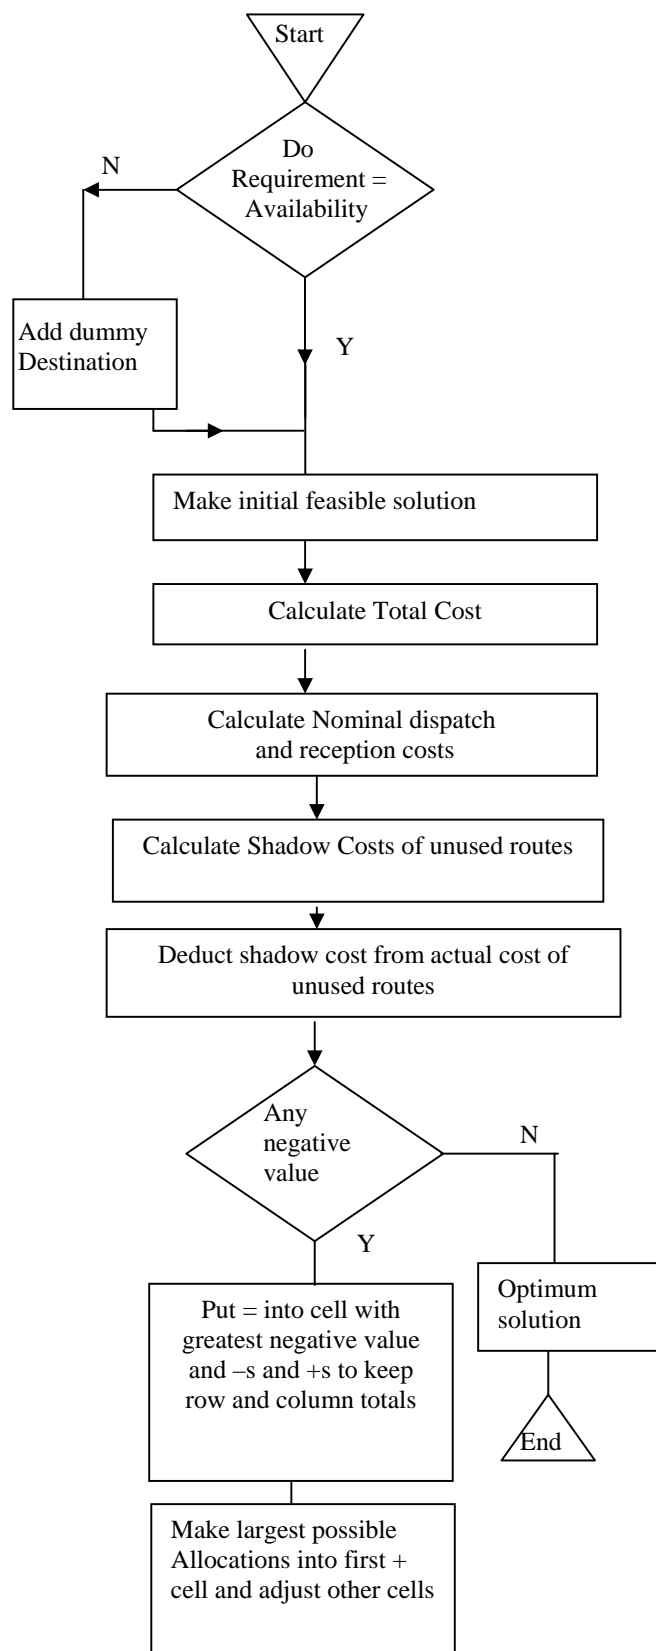 Start
Do
Requirement =
Availability
N
Add dummy
Destination
Y
Make initial feasible solution
Calculate Total Cost
Calculate Nominal dispatch
and reception costs
Calculate Shadow Costs of unused routes
Deduct shadow cost from actual cost of
unused routes
Any
negative
value
N
Y
Optimum
solution
End
Put = into cell with
greatest negative value
and –s and +s to keep
row and column totals
Make largest possible
Allocations into first +
cell and adjust other cells